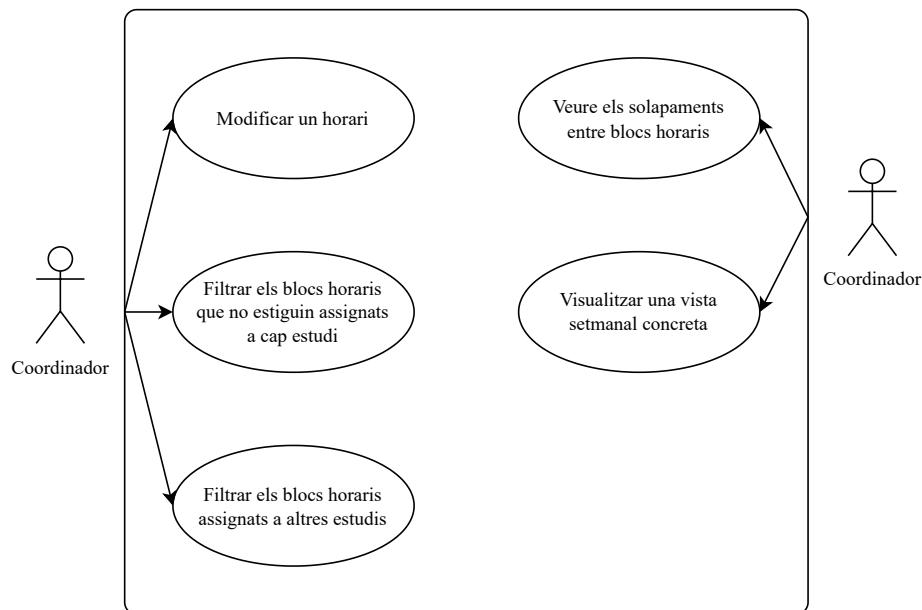 Modificar un horari
Veure els solapaments
entre blocs horaris
Coordinador
Filtrar els blocs horaris
que no estiguin assignats
a cap estudi
Visualitzar una vista
setmanal concreta
Coordinador
Filtrar els blocs horaris
assignats a altres estudis